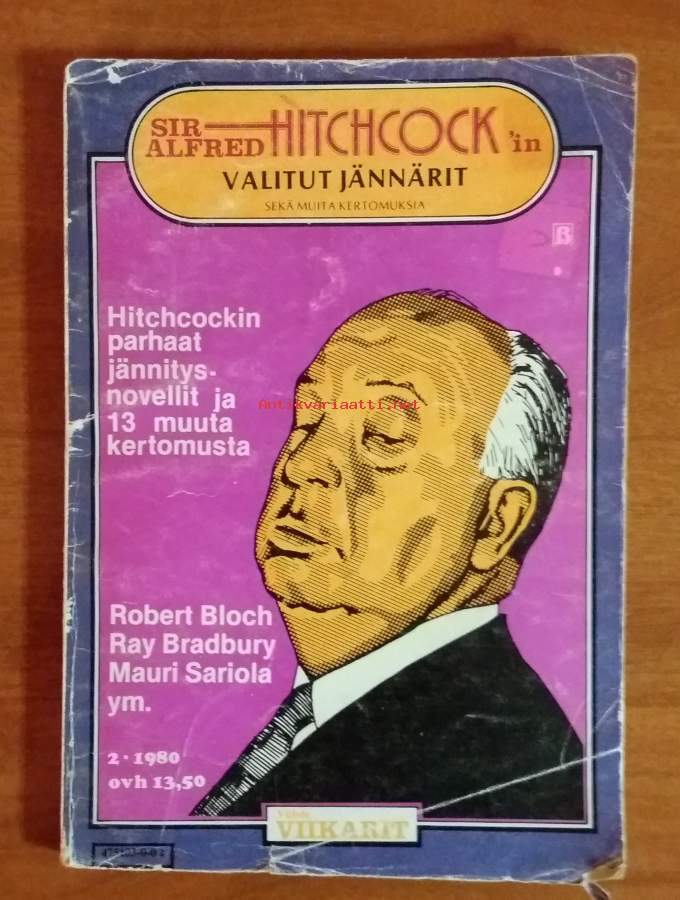 SIR ALFRED HITCHCOCK'in
VALITUT JÄNNÄRIT
SEKÄ MUITA KERTOMUKSIA
Hitchcockin
parhaat
jännitys-
novellit ja
13 muuta
kertomusta
Antikvariaatti.net
Robert Bloch
Ray Bradbury
Mauri Sariola
ym.
2 · 1980
ovh 13,50
VIIKARIT